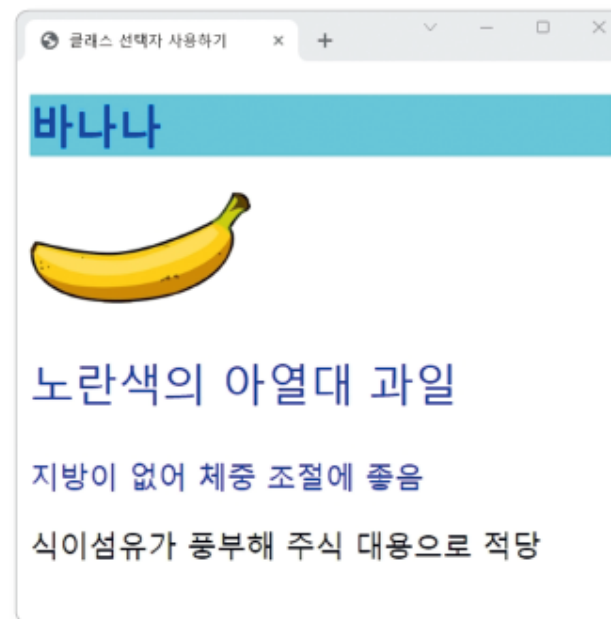 클래스 선택자 사용하기
바나나
노란색의 아열대 과일
지방이 없어 체중 조절에 좋음
식이섬유가 풍부해 주식 대용으로 적당